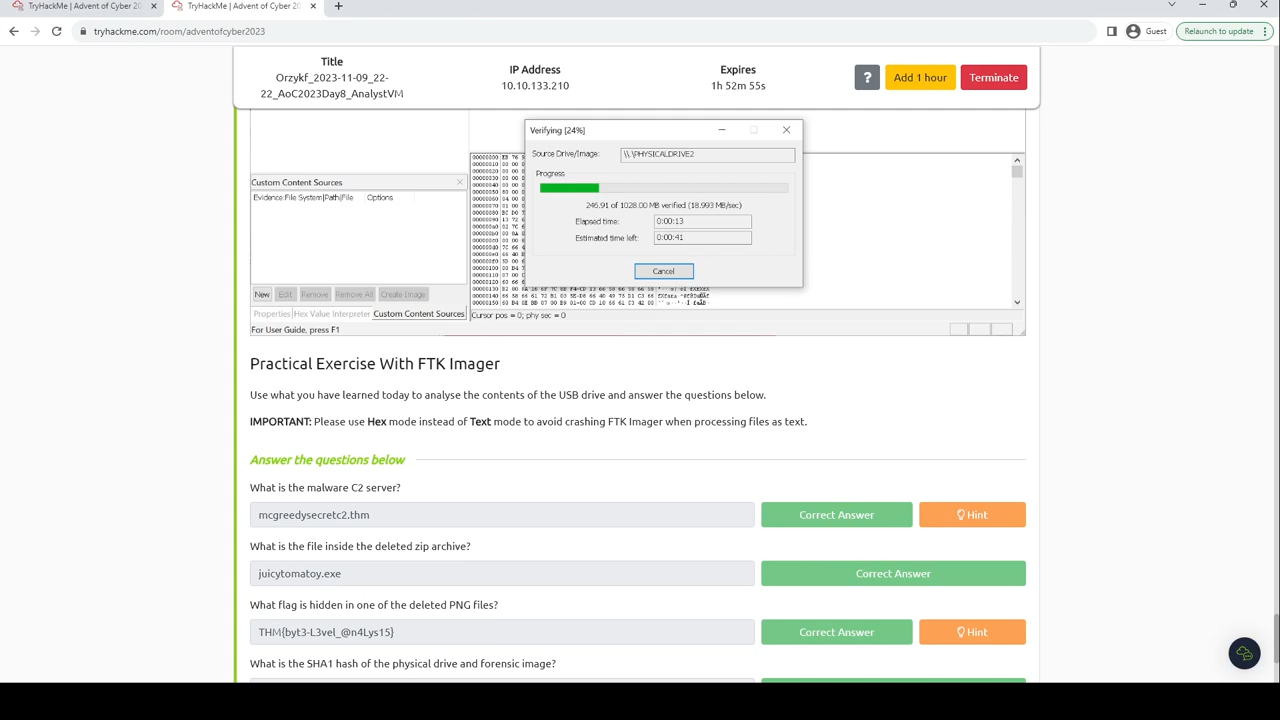 TryHackMe | Advent of Cyber 20
TryHackMe | Advent of Cyber 20
tryhackme.com/room/adventofcyber2023
Guest
Relaunch to update
Title
Orzykf_2023-11-09_22-
22_AoC2023Day8_AnalystVM
IP Address
10.10.133.210
Expires
1h 52m 55s
?
Add 1 hour
Terminate
Verifying [24%]
Source Drive/Image:
\\.\PHYSICALDRIVE2
Progress
246.91 of 1028.00 MB verified (18.993 MB/sec)
Elapsed time:
0:00:13
Estimated time left:
0:00:41
Cancel
Custom Content Sources
Evidence:File System|Path|File
Options
New
Edit
Remove
Remove All
Create Image
Properties
Hex Value Interpreter
Custom Content Sources
Cursor pos = 0; phy sec = 0
For User Guide, press F1
Practical Exercise With FTK Imager
Use what you have learned today to analyse the contents of the USB drive and answer the questions below.
IMPORTANT: Please use Hex mode instead of Text mode to avoid crashing FTK Imager when processing files as text.
Answer the questions below
What is the malware C2 server?
mcgreedysecretc2.thm
Correct Answer
Hint
What is the file inside the deleted zip archive?
juicytomatoy.exe
Correct Answer
What flag is hidden in one of the deleted PNG files?
THM{byt3-L3vel_@n4Lys15}
Correct Answer
Hint
What is the SHA1 hash of the physical drive and forensic image?